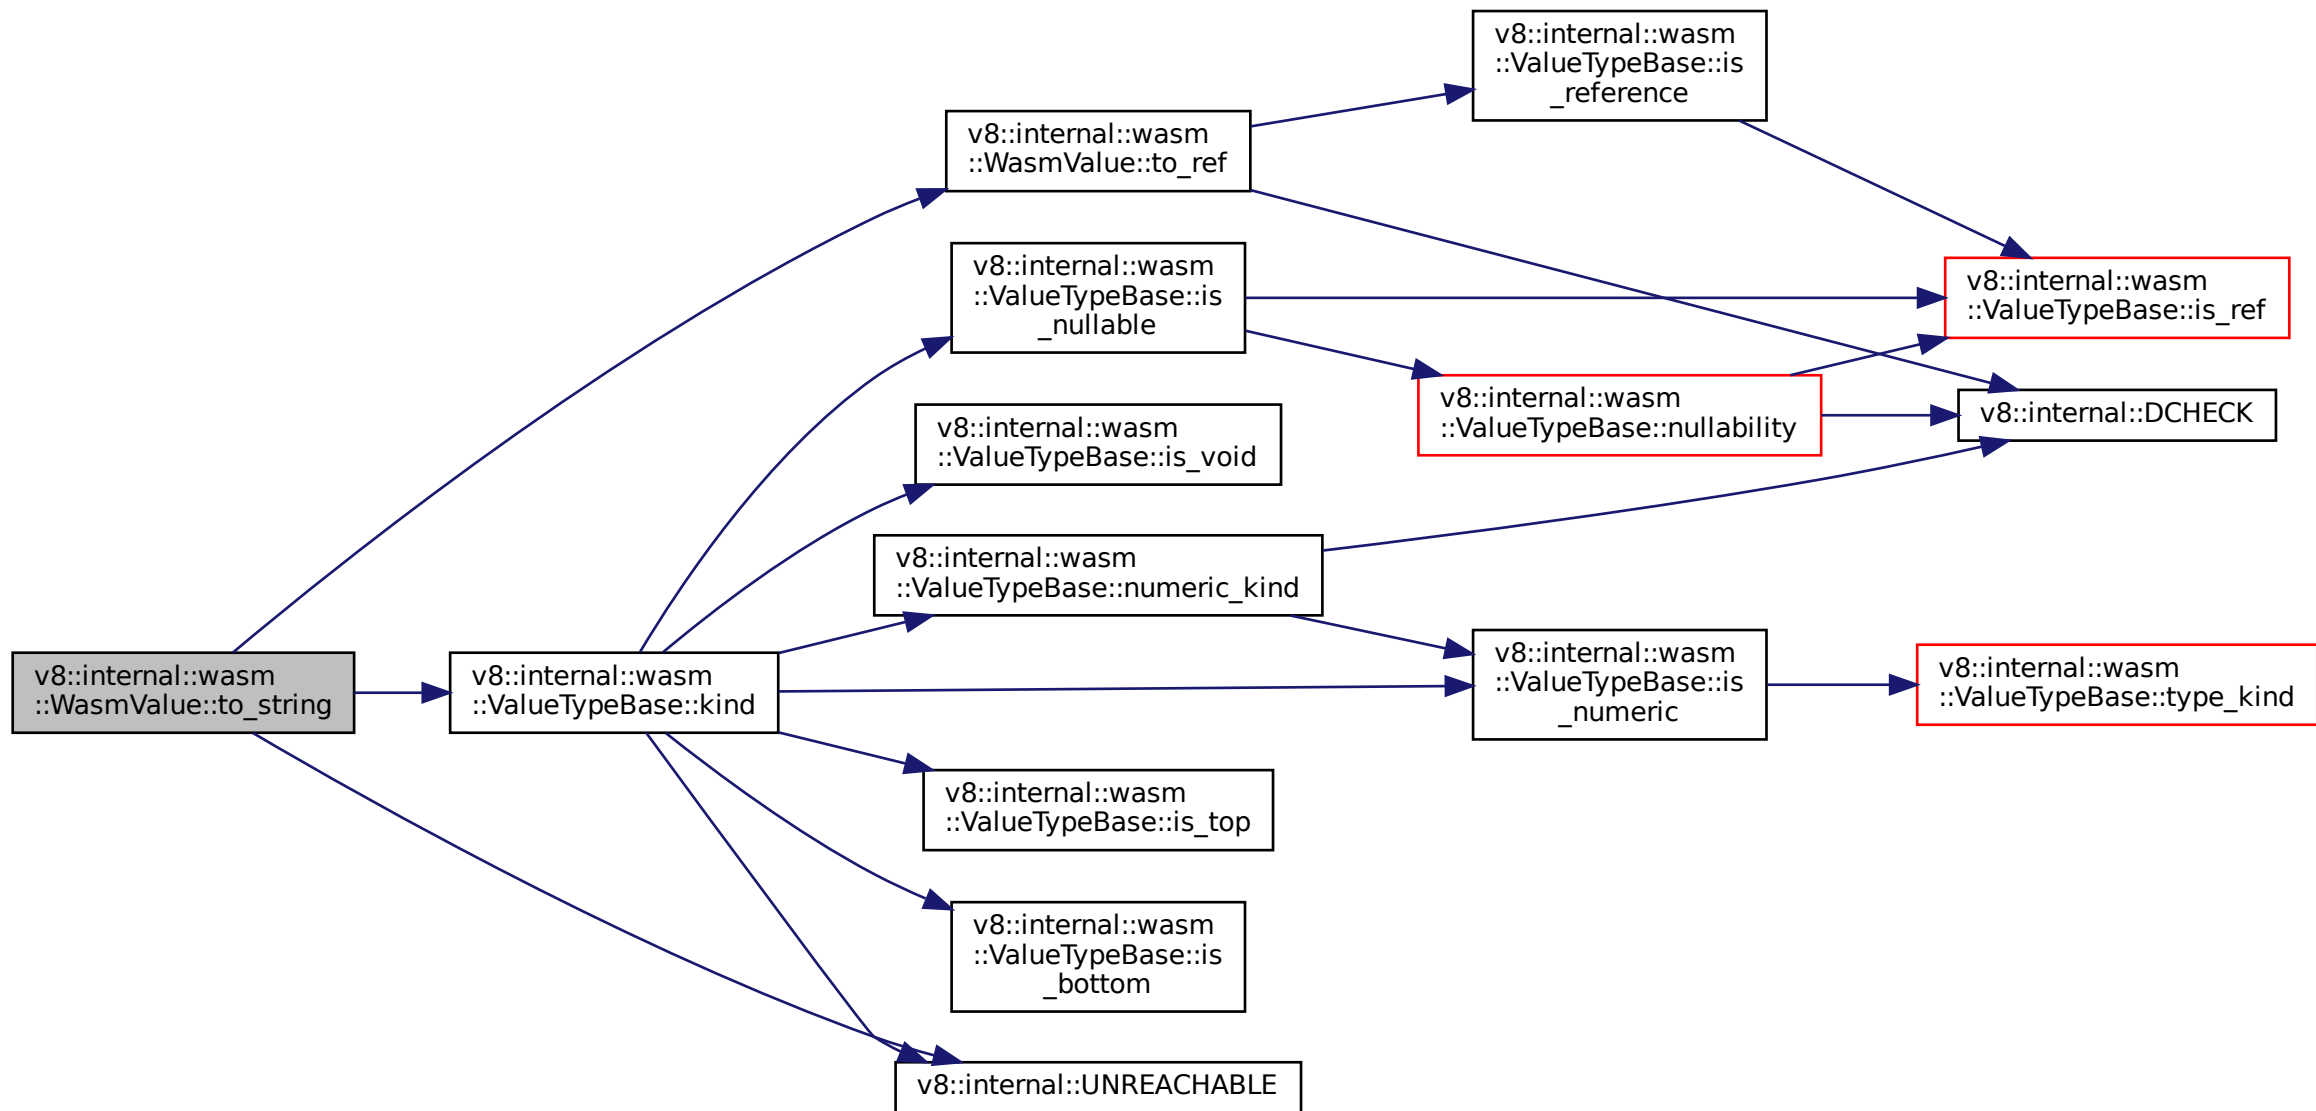 v8::internal::wasm
::ValueTypeBase::is
_reference
v8::internal::wasm
::WasmValue::to_ref
v8::internal::wasm
::ValueTypeBase::is
_nullable
v8::internal::wasm
::ValueTypeBase::is_ref
v8::internal::wasm
::ValueTypeBase::nullability
v8::internal::DCHECK
v8::internal::wasm
::ValueTypeBase::is_void
v8::internal::wasm
::ValueTypeBase::numeric_kind
v8::internal::wasm
::WasmValue::to_string
v8::internal::wasm
::ValueTypeBase::kind
v8::internal::wasm
::ValueTypeBase::is
_numeric
v8::internal::wasm
::ValueTypeBase::type_kind
v8::internal::wasm
::ValueTypeBase::is_top
v8::internal::wasm
::ValueTypeBase::is
_bottom
v8::internal::UNREACHABLE